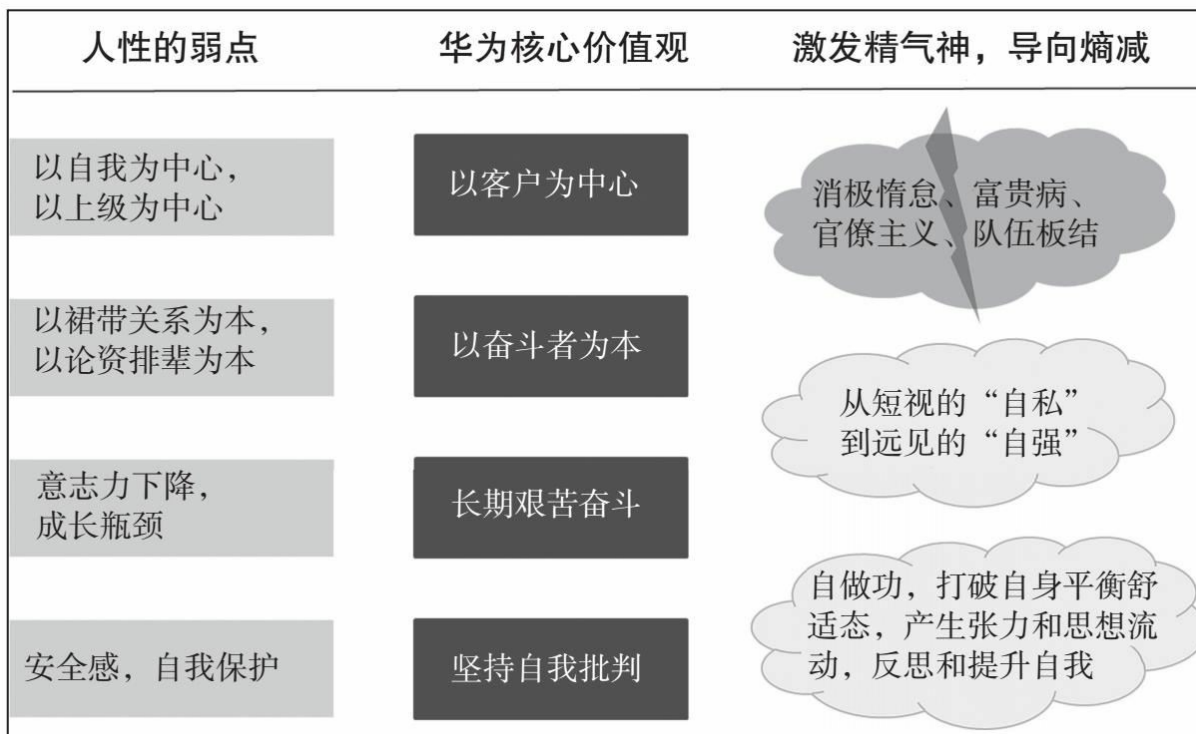 人性的弱点
华为核心价值观
激发精气神，导向熵减
以自我为中心，
以上级为中心
以客户为中心
消极惰怠、富贵病、
官僚主义、队伍板结
以裙带关系为本，
以论资排辈为本
以奋斗者为本
从短视的“自私”
到远见的“自强”
意志力下降，
成长瓶颈
长期艰苦奋斗
自做功，打破自身平衡舒
适态，产生张力和思想流
动，反思和提升自我
安全感，自我保护
坚持自我批判